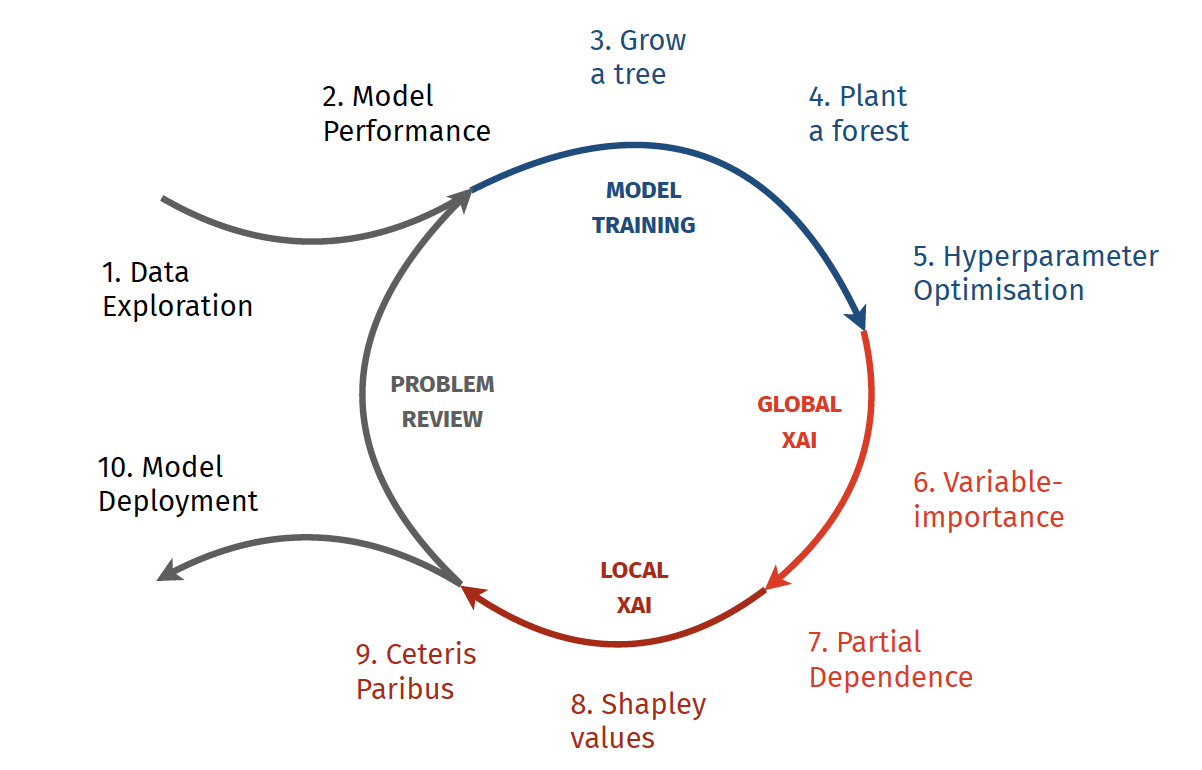 1. Data
Exploration
2. Model
Performance
3. Grow
a tree
4. Plant
a forest
MODEL
TRAINING
5. Hyperparameter
Optimisation
GLOBAL
XAI
6. Variable-
importance
7. Partial
Dependence
LOCAL
XAI
8. Shapley
values
9. Ceteris
Paribus
PROBLEM
REVIEW
10. Model
Deployment